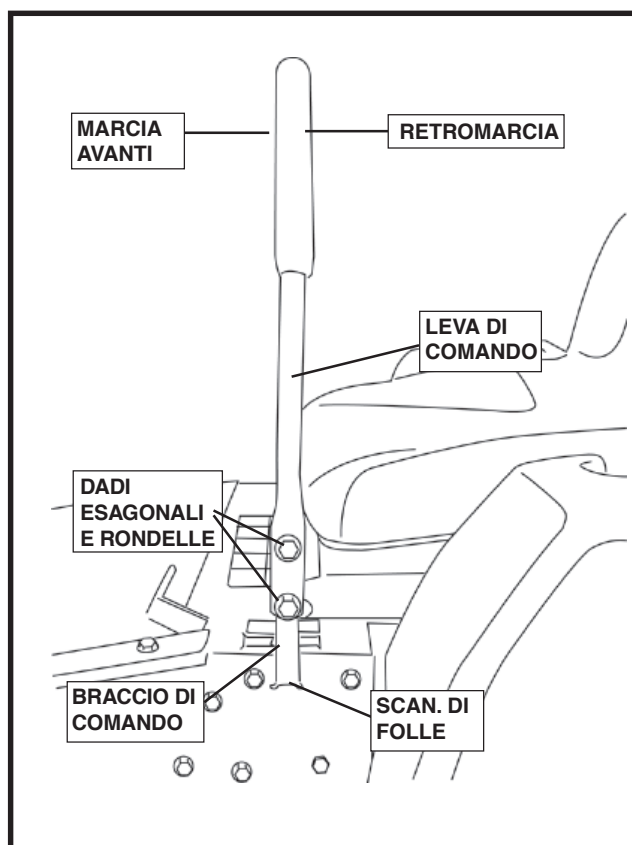 MARCIA
AVANTI
RETROMARCIA
LEVA DI
COMANDO
DADI
ESAGONALI
E RONDELLE
BRACCIO DI
COMANDO
SCAN. DI
FOLLE